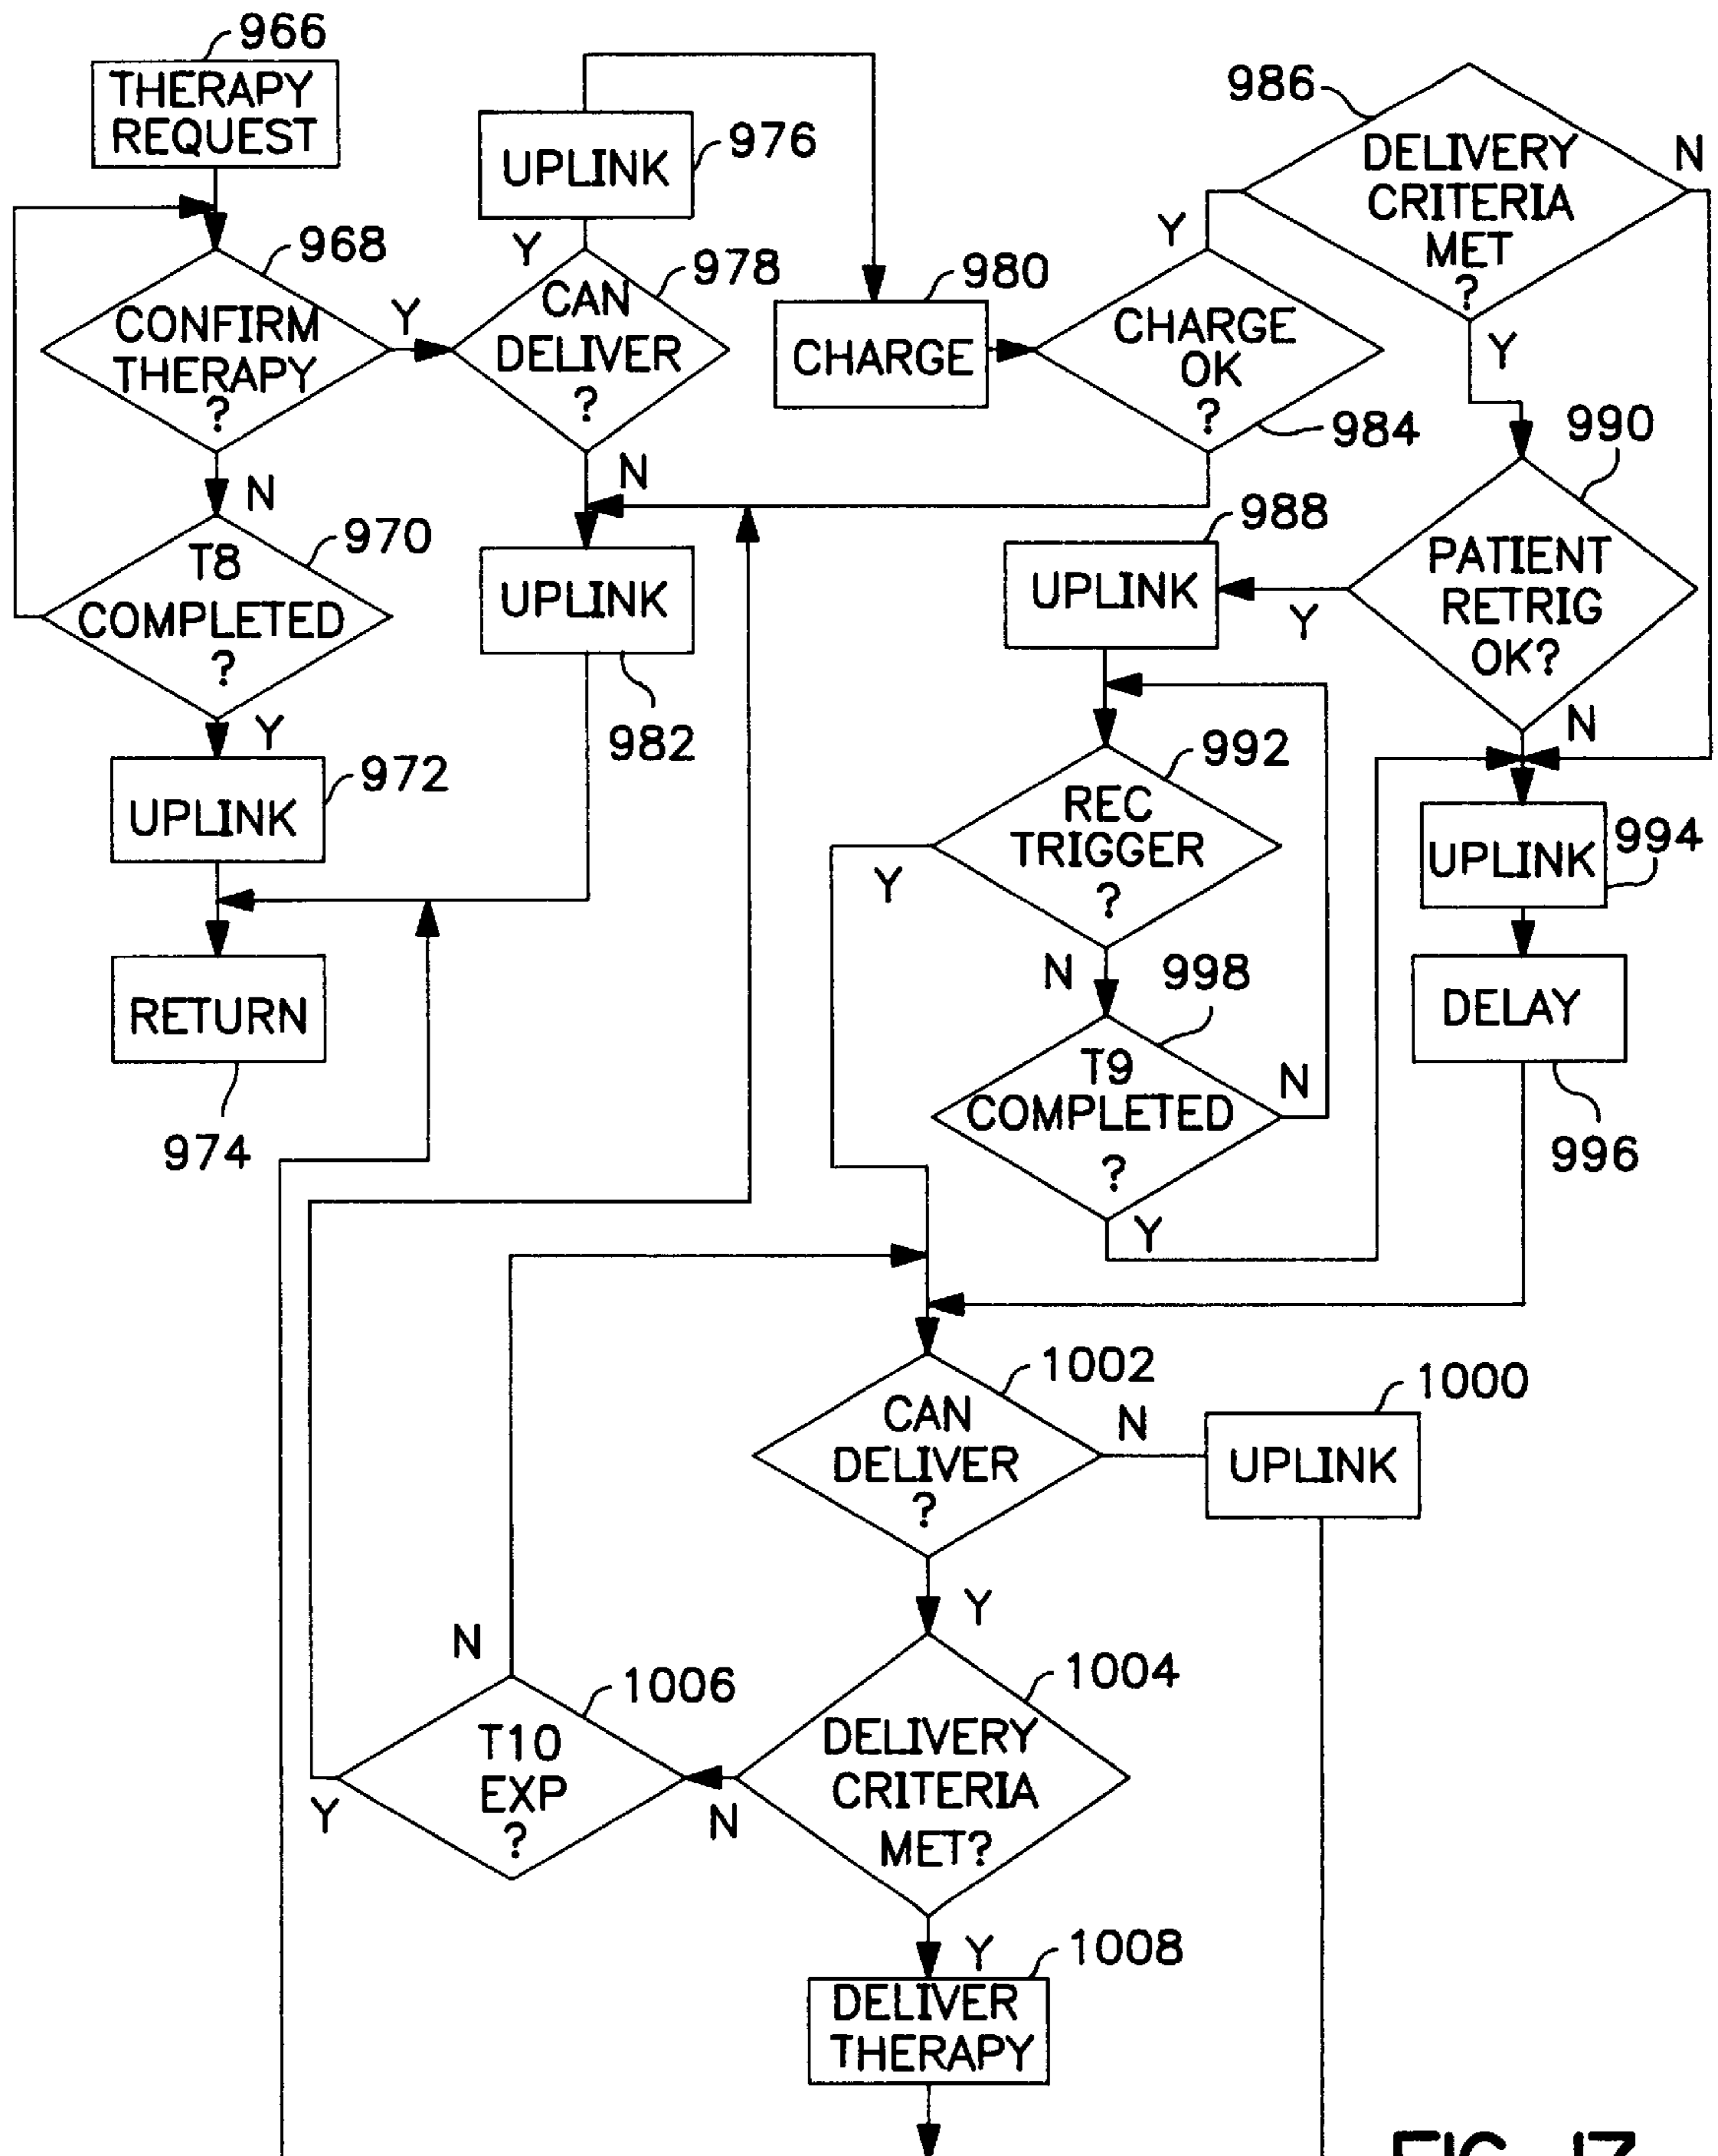 966
THERAPY
REQUEST
968
CONFIRM
THERAPY
?
Y
N
970
T8
COMPLETED
?
Y
972
UPLINK
RETURN
974
UPLINK
976
Y
978
CAN
DELIVER
?
N
UPLINK
982
980
CHARGE
Y
CHARGE
OK
?
984
986
DELIVERY
CRITERIA
MET
?
N
Y
990
PATIENT
RETRIG
OK?
Y
N
988
UPLINK
992
REC
TRIGGER
?
Y
N
998
T9
COMPLETED
?
N
Y
994
UPLINK
DELAY
996
1002
CAN
DELIVER
?
N
1000
UPLINK
Y
1004
DELIVERY
CRITERIA
MET?
N
1006
T10
EXP
?
N
Y
Y
1008
DELIVER
THERAPY
FIG. 17